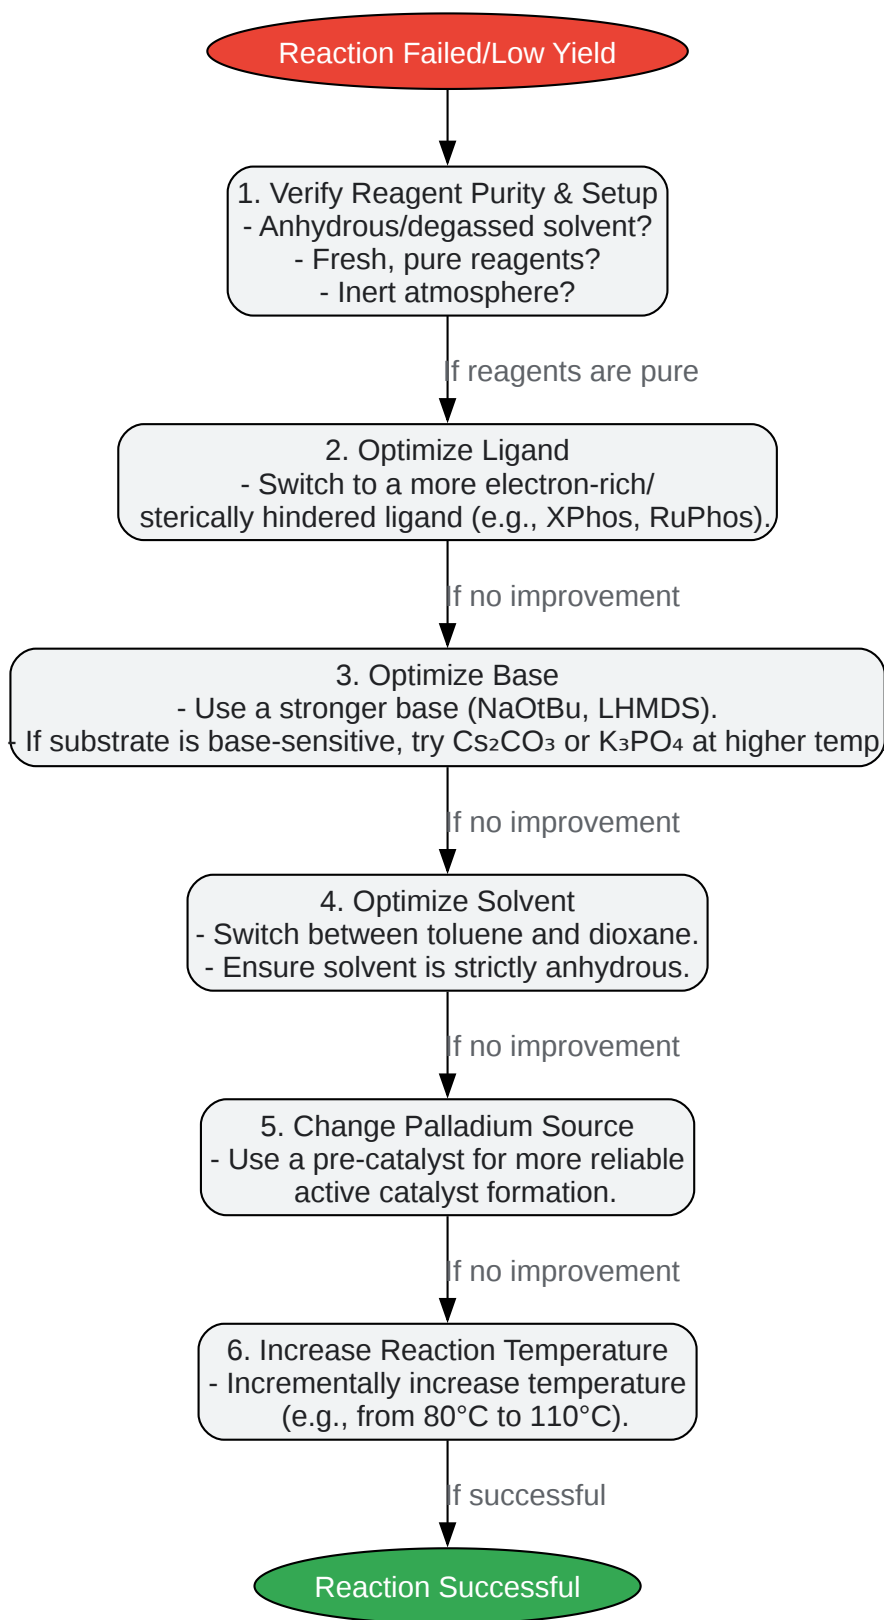 Reaction Failed/Low Yield
1. Verify Reagent Purity & Setup
- Anhydrous/degassed solvent?
- Fresh, pure reagents?
- Inert atmosphere?
If reagents are pure
2. Optimize Ligand
- Switch to a more electron-rich/
sterically hindered ligand (e.g., XPhos, RuPhos).
If no improvement
3. Optimize Base
- Use a stronger base (NaOtBu, LHMDS).
- If substrate is base-sensitive, try Cs₂CO₃ or K₃PO₄ at higher temp.
If no improvement
4. Optimize Solvent
- Switch between toluene and dioxane.
- Ensure solvent is strictly anhydrous.
If no improvement
5. Change Palladium Source
- Use a pre-catalyst for more reliable
active catalyst formation.
If no improvement
6. Increase Reaction Temperature
- Incrementally increase temperature
(e.g., from 80°C to 110°C).
If successful
Reaction Successful